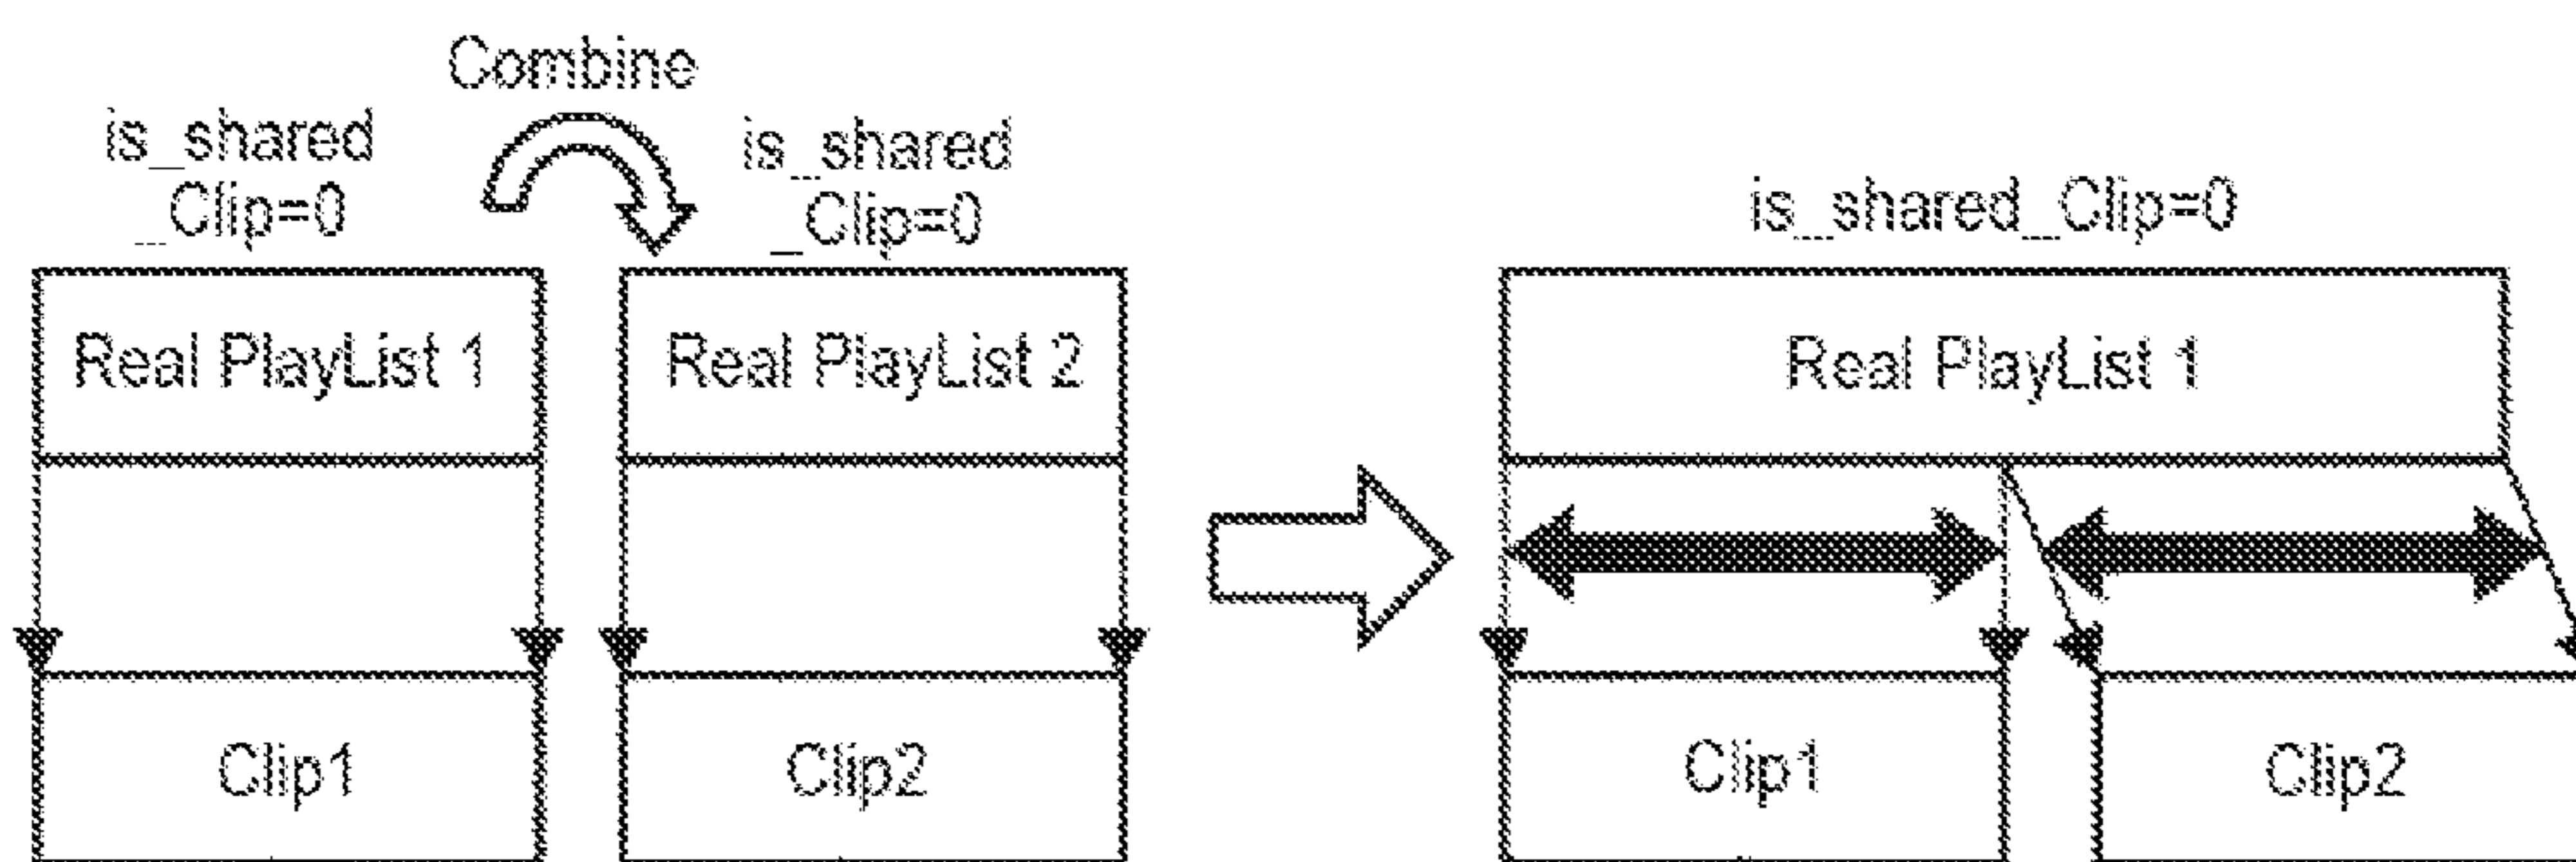 Combine
is_shared
_Clip=0
is_shared
_Clip=0
Real PlayList 1
Real PlayList 2
Clip1
Clip2
is_shared_Clip=0
Real PlayList 1
Clip1
Clip2